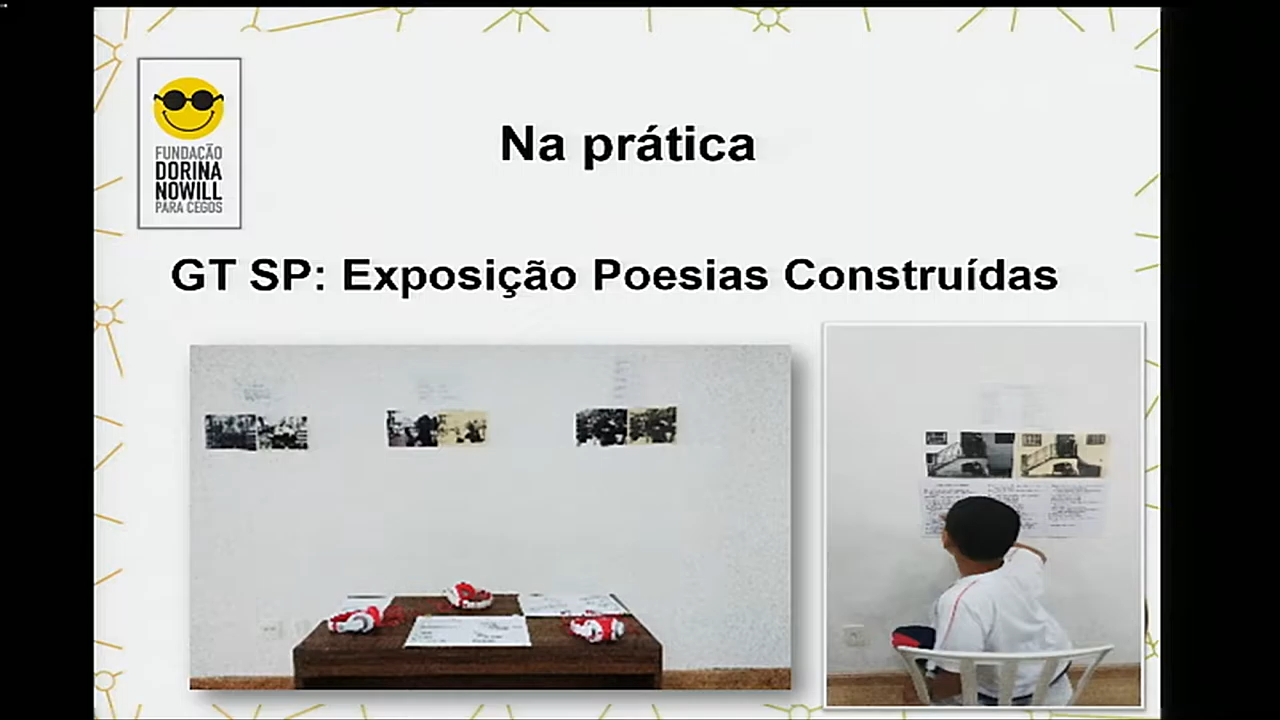 FUNDAÇÃO
DORINA
NOWILL
PARA CEGOS
Na prática
GT SP: Exposição Poesias Construídas